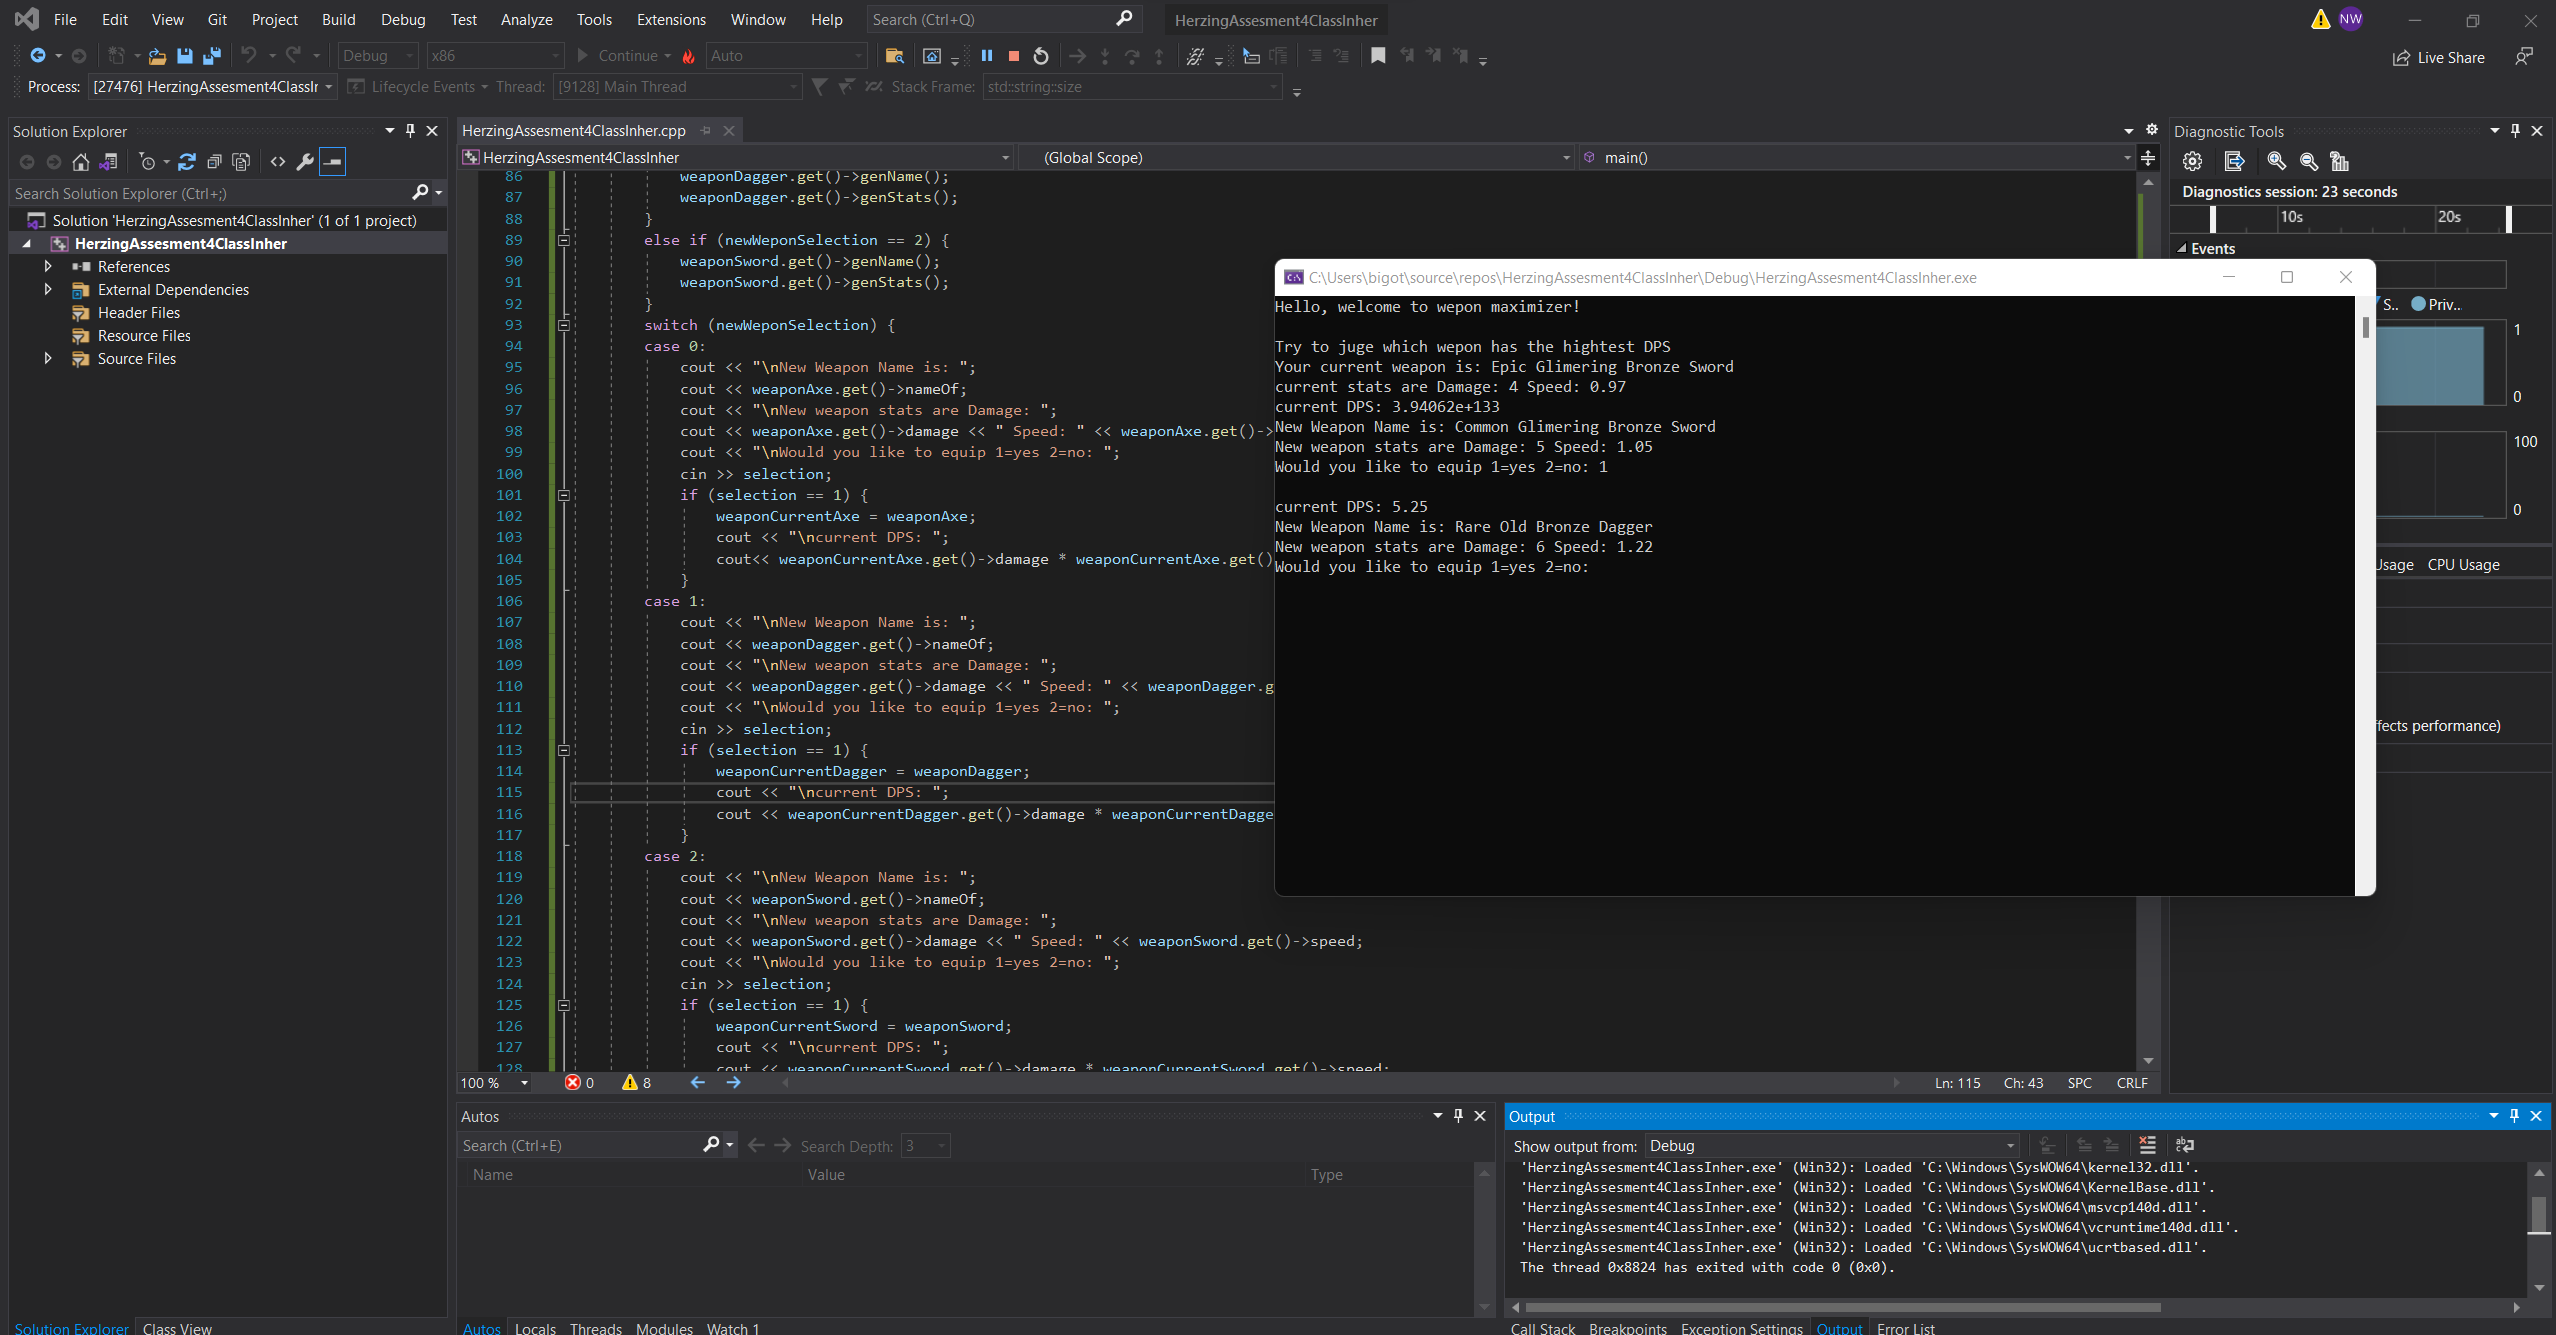 File Edit View Git Project Build Debug Test Analyze Tools Extensions Window Help Search (Ctrl+Q) HerzingAssesment4ClassInher NW
Debug x86 Continue Auto Live Share
Process: [27476] HerzingAssesment4ClassIr Lifecycle Events Thread: [9128] Main Thread Stack Frame: std::string::size
Solution Explorer
Search Solution Explorer (Ctrl+;)
Solution 'HerzingAssesment4ClassInher' (1 of 1 project)
HerzingAssesment4ClassInher
References
External Dependencies
Header Files
Resource Files
Source Files
Solution Explorer Class View
HerzingAssesment4ClassInher.cpp
HerzingAssesment4ClassInher (Global Scope) main()
86 weaponDagger.get()->genName();
87 weaponDagger.get()->genStats();
88 }
89 else if (newWeponSelection == 2) {
90 weaponSword.get()->genName();
91 weaponSword.get()->genStats();
92 }
93 switch (newWeponSelection) {
94 case 0:
95 cout << "\nNew Weapon Name is: ";
96 cout << weaponAxe.get()->nameOf;
97 cout << "\nNew weapon stats are Damage: ";
98 cout << weaponAxe.get()->damage << " Speed: " << weaponAxe.get()->
99 cout << "\nWould you like to equip 1=yes 2=no: ";
100 cin >> selection;
101 if (selection == 1) {
102 weaponCurrentAxe = weaponAxe;
103 cout << "\ncurrent DPS: ";
104 cout<< weaponCurrentAxe.get()->damage * weaponCurrentAxe.get()
105 }
106 case 1:
107 cout << "\nNew Weapon Name is: ";
108 cout << weaponDagger.get()->nameOf;
109 cout << "\nNew weapon stats are Damage: ";
110 cout << weaponDagger.get()->damage << " Speed: " << weaponDagger.g
111 cout << "\nWould you like to equip 1=yes 2=no: ";
112 cin >> selection;
113 if (selection == 1) {
114 weaponCurrentDagger = weaponDagger;
115 cout << "\ncurrent DPS: ";
116 cout << weaponCurrentDagger.get()->damage * weaponCurrentDagge
117 }
118 case 2:
119 cout << "\nNew Weapon Name is: ";
120 cout << weaponSword.get()->nameOf;
121 cout << "\nNew weapon stats are Damage: ";
122 cout << weaponSword.get()->damage << " Speed: " << weaponSword.get()->speed;
123 cout << "\nWould you like to equip 1=yes 2=no: ";
124 cin >> selection;
125 if (selection == 1) {
126 weaponCurrentSword = weaponSword;
127 cout << "\ncurrent DPS: ";
128 cout << weaponCurrentSword.get()->damage * weaponCurrentSword.get()->speed;
100 % 0 8 Ln: 115 Ch: 43 SPC CRLF
C:\Users\bigot\source\repos\HerzingAssesment4ClassInher\Debug\HerzingAssesment4ClassInher.exe
Hello, welcome to wepon maximizer!
Try to juge which wepon has the hightest DPS
Your current weapon is: Epic Glimering Bronze Sword
current stats are Damage: 4 Speed: 0.97
current DPS: 3.94062e+133
New Weapon Name is: Common Glimering Bronze Sword
New weapon stats are Damage: 5 Speed: 1.05
Would you like to equip 1=yes 2=no: 1
current DPS: 5.25
New Weapon Name is: Rare Old Bronze Dagger
New weapon stats are Damage: 6 Speed: 1.22
Would you like to equip 1=yes 2=no:
Diagnostic Tools
Diagnostics session: 23 seconds
10s 20s
Events
S.. Priv...
1
0
100
0
Usage CPU Usage
ffects performance)
Autos
Search (Ctrl+E) Search Depth: 3
Name Value Type
Autos Locals Threads Modules Watch 1
Output
Show output from: Debug
'HerzingAssesment4ClassInher.exe' (Win32): Loaded 'C:\Windows\SysWOW64\kernel32.dll'.
'HerzingAssesment4ClassInher.exe' (Win32): Loaded 'C:\Windows\SysWOW64\KernelBase.dll'.
'HerzingAssesment4ClassInher.exe' (Win32): Loaded 'C:\Windows\SysWOW64\msvcp140d.dll'.
'HerzingAssesment4ClassInher.exe' (Win32): Loaded 'C:\Windows\SysWOW64\vcruntime140d.dll'.
'HerzingAssesment4ClassInher.exe' (Win32): Loaded 'C:\Windows\SysWOW64\ucrtbased.dll'.
The thread 0x8824 has exited with code 0 (0x0).
Call Stack Breakpoints Exception Settings Output Error List